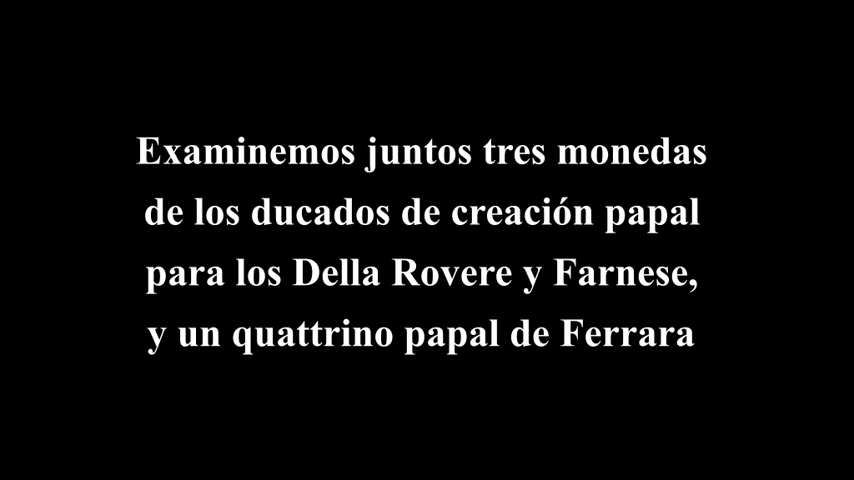 Examinemos juntos tres monedas
de los ducados de creación papal
para los Della Rovere y Farnese,
y un quattrino papal de Ferrara